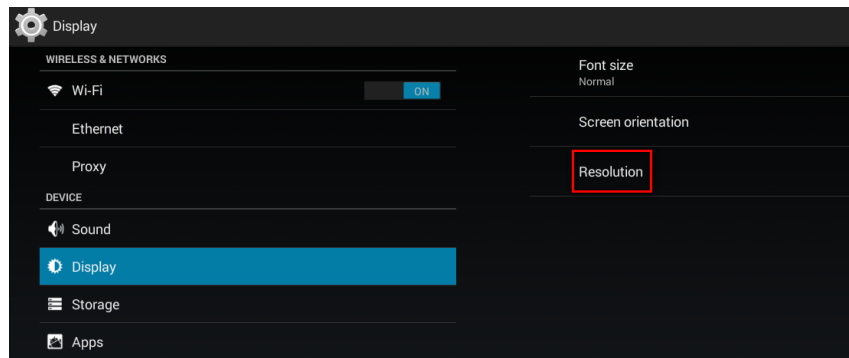 Display
WIRELESS & NETWORKS
Wi-Fi
ON
Ethernet
Proxy
DEVICE
Sound
Display
Storage
Apps
Font size
Normal
Screen orientation
Resolution